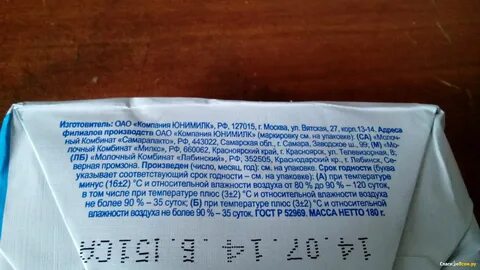 Изготовитель: ОАО «Компания ЮНИМИЛК», РФ, 127015, г. Москва, ул. Вятская, 27, корп.13-14. Адреса
филиалов производств ОАО «Компания ЮНИМИЛК» (маркировку см. на упаковке): (СА) «Молоч-
ный Комбинат «Самаралакто», РФ, 443022, Самарская обл., г. Самара, Заводское ш., 99; (М) «Мо-
лочный Комбинат «Милко», РФ, 660062, Красноярский край, г. Красноярск, ул. Телевизорная, 6;
(ЛБ) «Молочный Комбинат «Лабинский», РФ, 352505, Краснодарский кр., г. Лабинск, Се-
верная промзона. Произведен (число, месяц, год): см. на упаковке. Срок годности (буква
указывает соответствующий срок годности – см. на упаковке): (А) при температуре
минус (16±2) °С и относительной влажности воздуха от 80% до 90% – 120 суток,
в том числе при температуре плюс (3±2) °С и относительной влажности воздуха
не более 90 % – 35 суток; (Б) при температуре плюс (3±2) °С и относительной
влажности воздуха не более 90% – 35 суток. ГОСТ Р 52969. МАССА НЕТТО 180 г.
14.07.14.Б.151СА
Спасибо Всем.ру